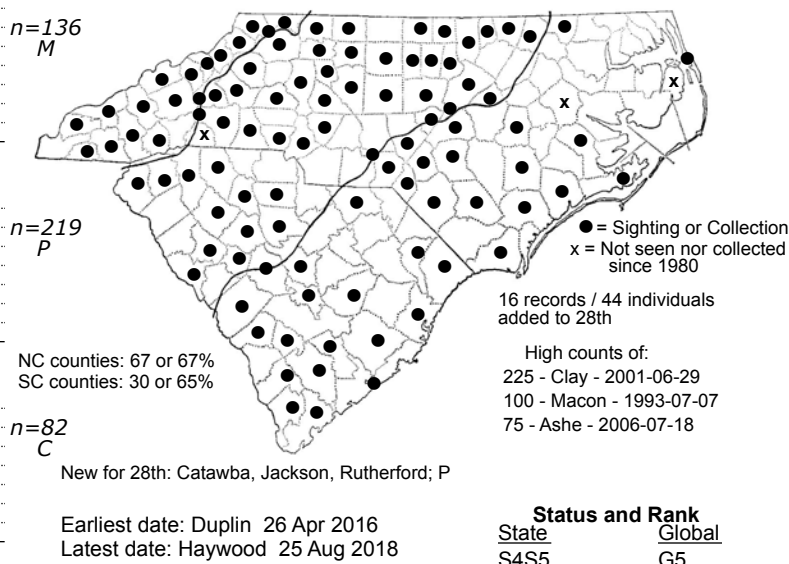 n=136
M
n=219
P
n=82
C
x
x
x
● = Sighting or Collection
x = Not seen nor collected
since 1980
16 records / 44 individuals
added to 28th
High counts of:
225 - Clay - 2001-06-29
100 - Macon - 1993-07-07
75 - Ashe - 2006-07-18
NC counties: 67 or 67%
SC counties: 30 or 65%
New for 28th: Catawba, Jackson, Rutherford; P
Earliest date: Duplin 26 Apr 2016
Latest date: Haywood 25 Aug 2018
Status and Rank
State Global
S4S5 G5